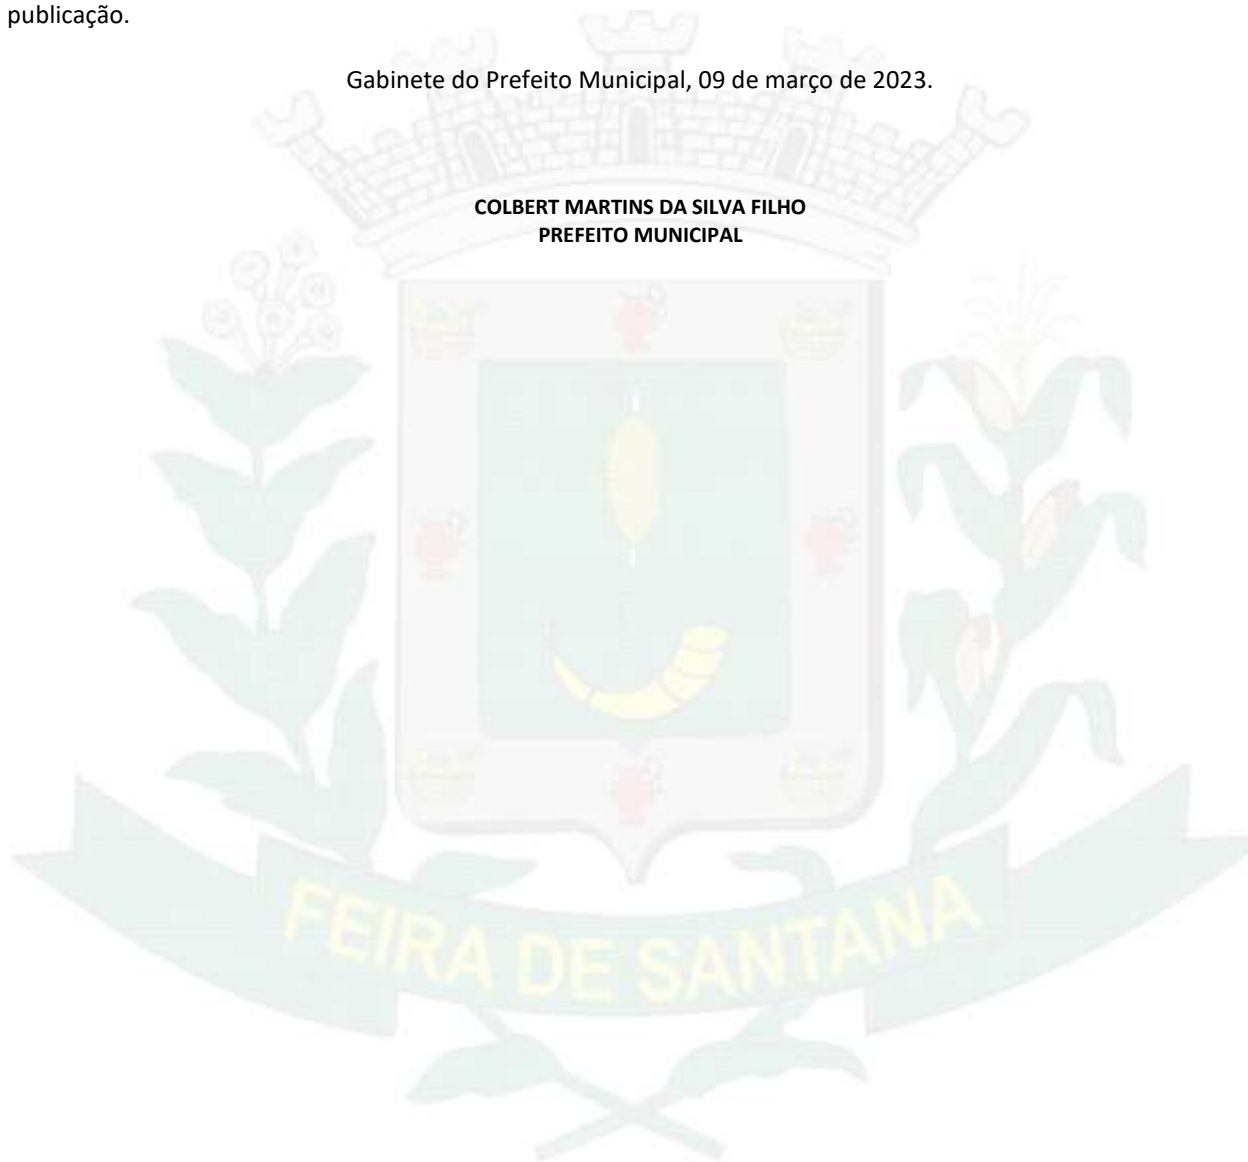 publicação.
Gabinete do Prefeito Municipal, 09 de março de 2023.
COLBERT MARTINS DA SILVA FILHO
PREFEITO MUNICIPAL
FEIRA DE SANTANA